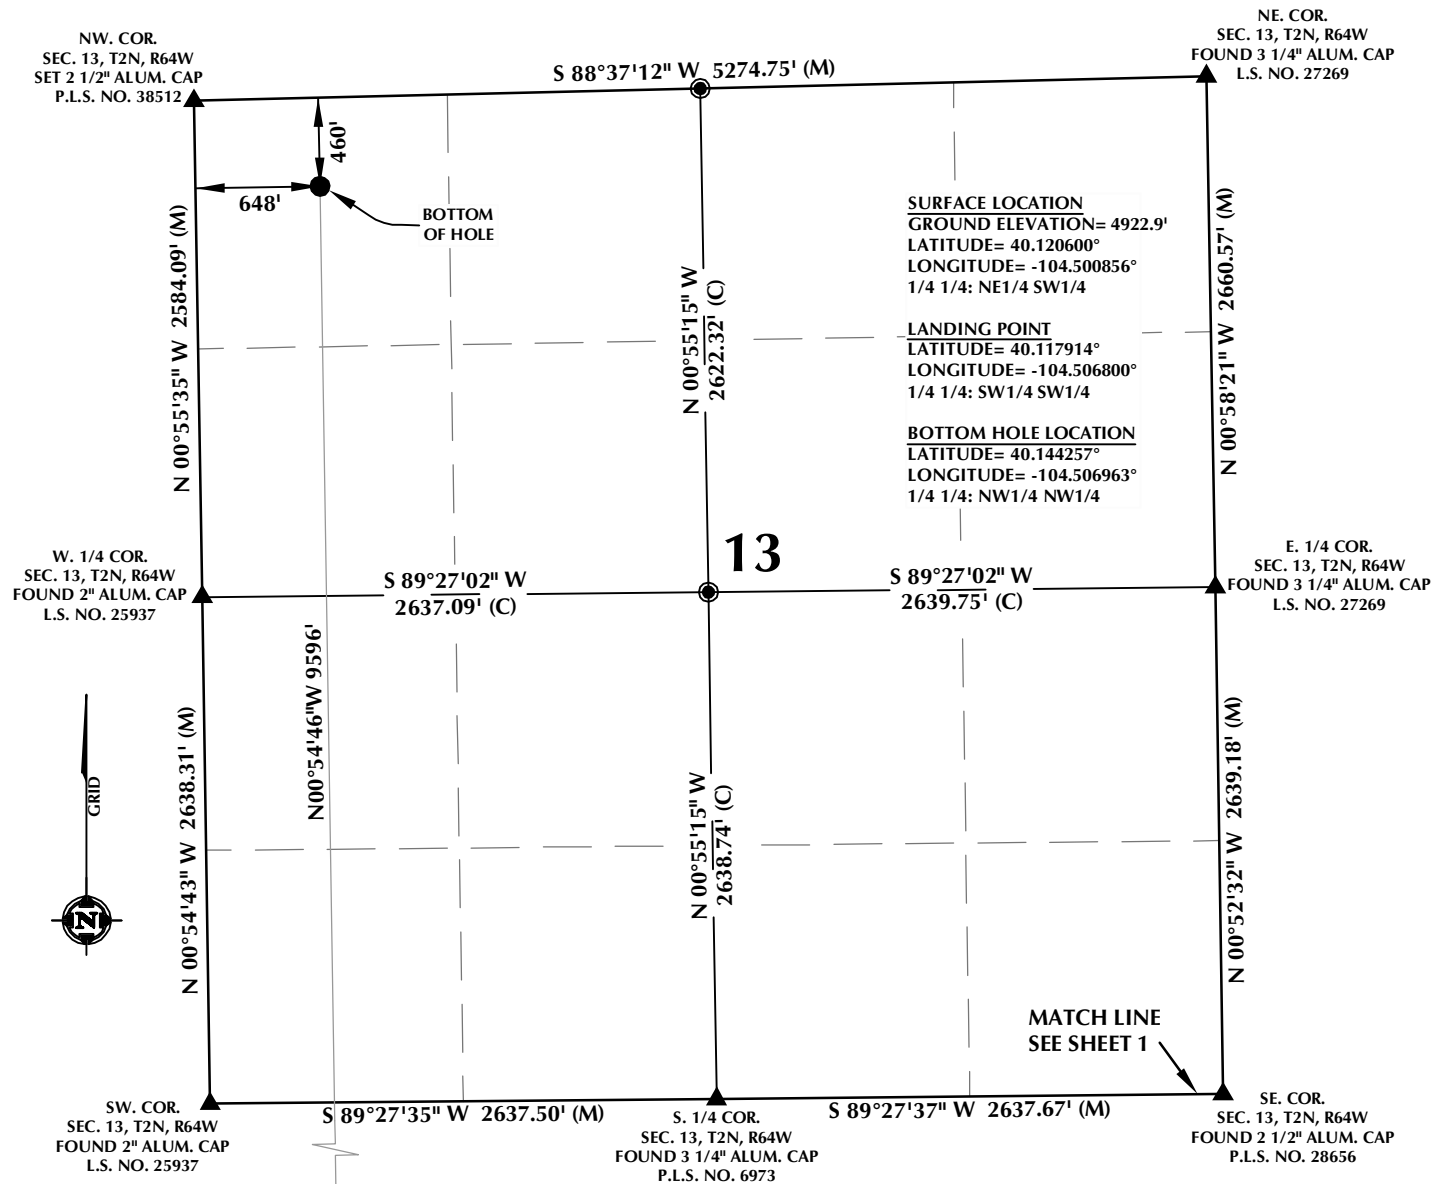 NW. COR.
SEC. 13, T2N, R64W
SET 2 1/2" ALUM. CAP
P.L.S. NO. 38512
S 88°37'12" W 5274.75' (M)
NE. COR.
SEC. 13, T2N, R64W
FOUND 3 1/4" ALUM. CAP
L.S. NO. 27269
460'
648'
BOTTOM
OF HOLE
N 00°55'35" W 2584.09' (M)
N 00°55'15" W
2622.32' (C)
SURFACE LOCATION
GROUND ELEVATION= 4922.9'
LATITUDE= 40.120600°
LONGITUDE= -104.500856°
1/4 1/4: NE1/4 SW1/4
LANDING POINT
LATITUDE= 40.117914°
LONGITUDE= -104.506800°
1/4 1/4: SW1/4 SW1/4
BOTTOM HOLE LOCATION
LATITUDE= 40.144257°
LONGITUDE= -104.506963°
1/4 1/4: NW1/4 NW1/4
N 00°58'21" W 2660.57' (M)
W. 1/4 COR.
SEC. 13, T2N, R64W
FOUND 2" ALUM. CAP
L.S. NO. 25937
S 89°27'02" W
2637.09' (C)
13
S 89°27'02" W
2639.75' (C)
E. 1/4 COR.
SEC. 13, T2N, R64W
FOUND 3 1/4" ALUM. CAP
L.S. NO. 27269
GRID
N
N 00°54'43" W 2638.31' (M)
N00°54'46"W 9596'
N 00°55'15" W
2638.74' (C)
N 00°52'32" W 2639.18' (M)
MATCH LINE
SEE SHEET 1
SW. COR.
SEC. 13, T2N, R64W
FOUND 2" ALUM. CAP
L.S. NO. 25937
S 89°27'35" W 2637.50' (M)
S. 1/4 COR.
SEC. 13, T2N, R64W
FOUND 3 1/4" ALUM. CAP
P.L.S. NO. 6973
S 89°27'37" W 2637.67' (M)
SE. COR.
SEC. 13, T2N, R64W
FOUND 2 1/2" ALUM. CAP
P.L.S. NO. 28656